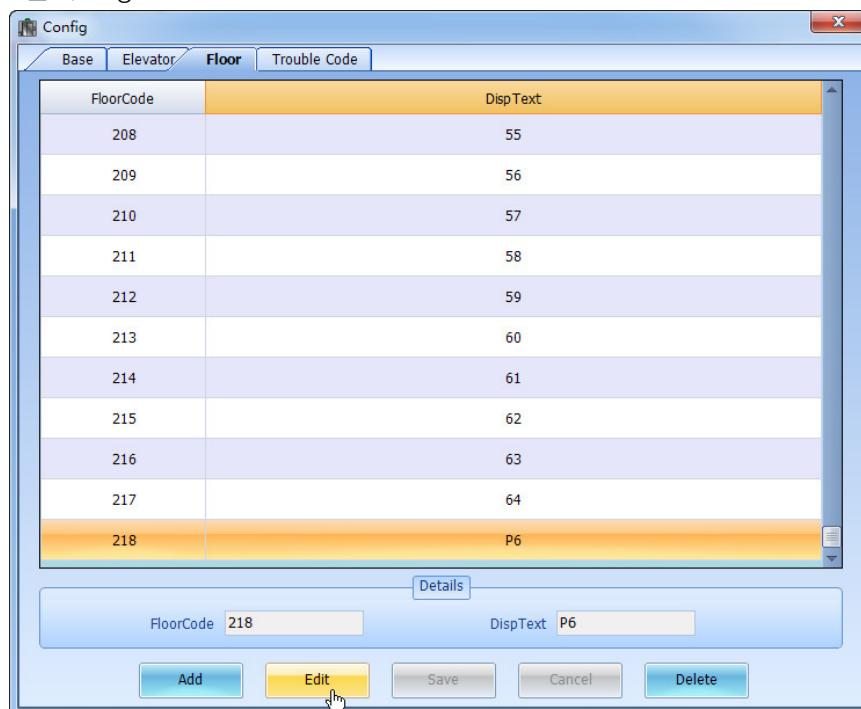 Config
Base Elevator Floor Trouble Code
FloorCode DispText
208 55
209 56
210 57
211 58
212 59
213 60
214 61
215 62
216 63
217 64
218 P6
Details
FloorCode 218 DispText P6
Add Edit Save Cancel Delete